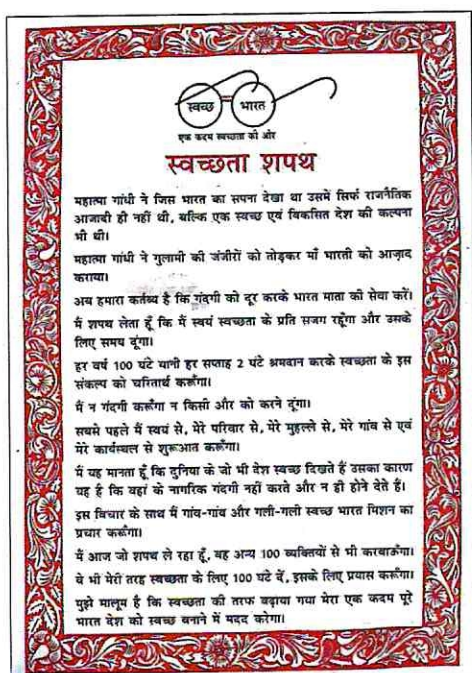 स्वच्छ भारत
एक कदम स्वच्छता की ओर
स्वच्छता शपथ
महात्मा गांधी ने जिस भारत का सपना देखा था उसमें सिर्फ राजनैतिक
आजादी ही नहीं थी, बल्कि एक स्वच्छ एवं विकसित देश की कल्पना
भी थी।
महात्मा गांधी ने गुलामी की जंजीरों को तोड़कर माँ भारती को आज़ाद
कराया।
अब हमारा कर्तव्य है कि गंदगी को दूर करके भारत माता की सेवा करें।
मैं शपथ लेता हूँ कि मैं स्वयं स्वच्छता के प्रति सजग रहूँगा और उसके
लिए समय दूंगा।
हर वर्ष 100 घंटे यानी हर सप्ताह 2 घंटे श्रमदान करके स्वच्छता के इस
संकल्प को चरितार्थ करूँगा।
मैं न गंदगी करूँगा न किसी और को करने दूंगा।
सबसे पहले मैं स्वयं से, मेरे परिवार से, मेरे मुहल्ले से, मेरे गांव से एवं
मेरे कार्यस्थल से शुरूआत करूँगा।
मैं यह मानता हूँ कि दुनिया के जो भी देश स्वच्छ दिखते हैं उसका कारण
यह है कि वहां के नागरिक गंदगी नहीं करते और न ही होने देते हैं।
इस विचार के साथ मैं गांव-गांव और गली-गली स्वच्छ भारत मिशन का
प्रचार करूँगा।
मैं आज जो शपथ ले रहा हूँ, वह अन्य 100 व्यक्तियों से भी करवाऊँगा।
वे भी मेरी तरह स्वच्छता के लिए 100 घंटे दें, इसके लिए प्रयास करूँगा।
मुझे मालूम है कि स्वच्छता की तरफ बढ़ाया गया मेरा एक कदम पूरे
भारत देश को स्वच्छ बनाने में मदद करेगा।